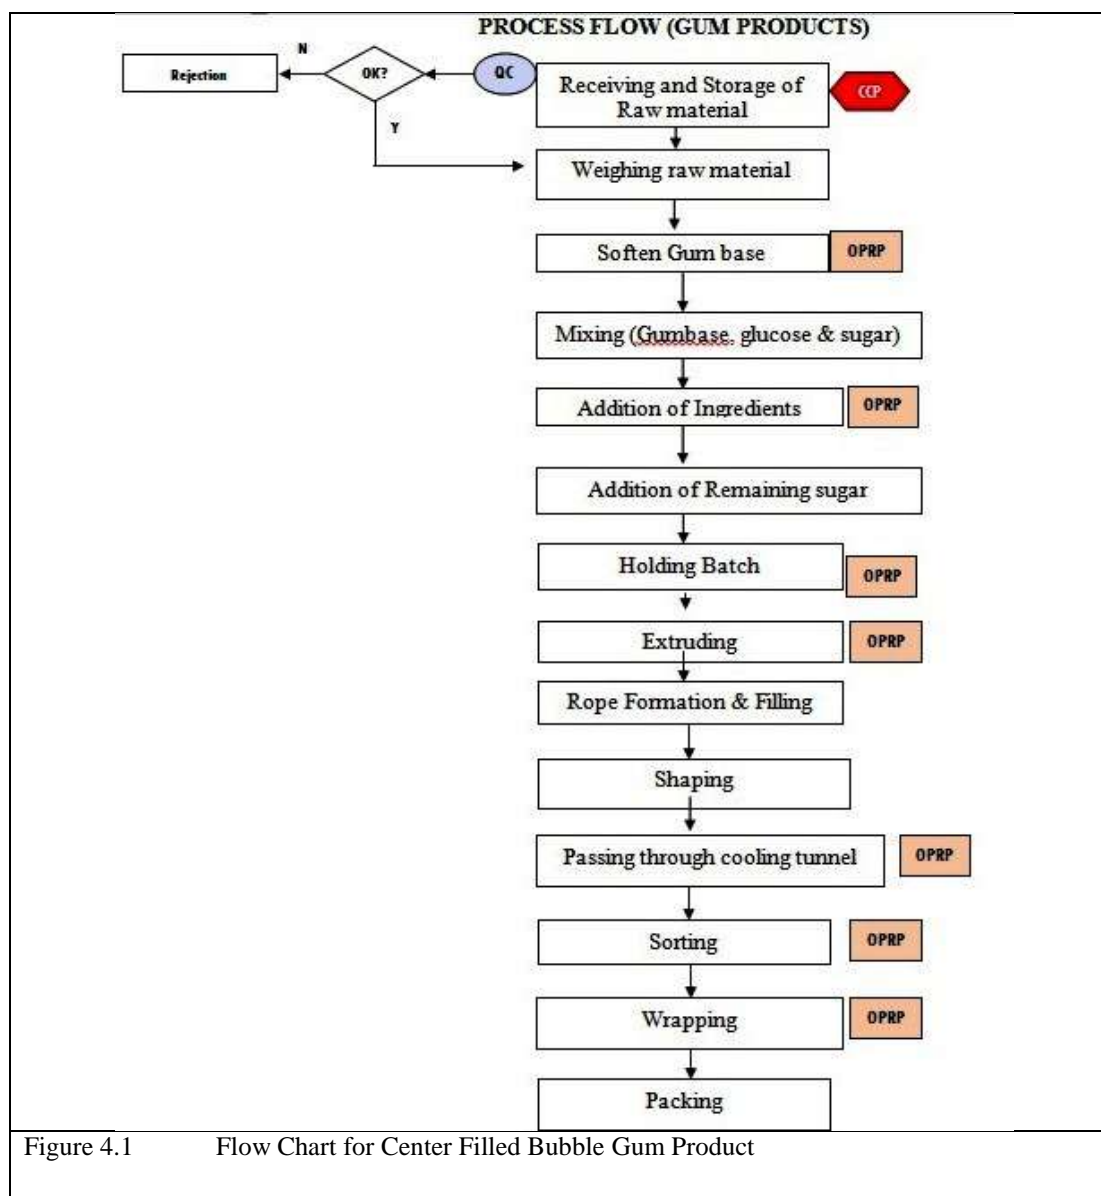 PROCESS FLOW (GUM PRODUCTS)
Rejection
N
OK?
Y
QC
Receiving and Storage of
Raw material
CCP
Weighing raw material
Soften Gum base
OPRP
Mixing (Gumbase, glucose & sugar)
Addition of Ingredients
OPRP
Addition of Remaining sugar
Holding Batch
OPRP
Extruding
OPRP
Rope Formation & Filling
Shaping
Passing through cooling tunnel
OPRP
Sorting
OPRP
Wrapping
OPRP
Packing
Figure 4.1 Flow Chart for Center Filled Bubble Gum Product